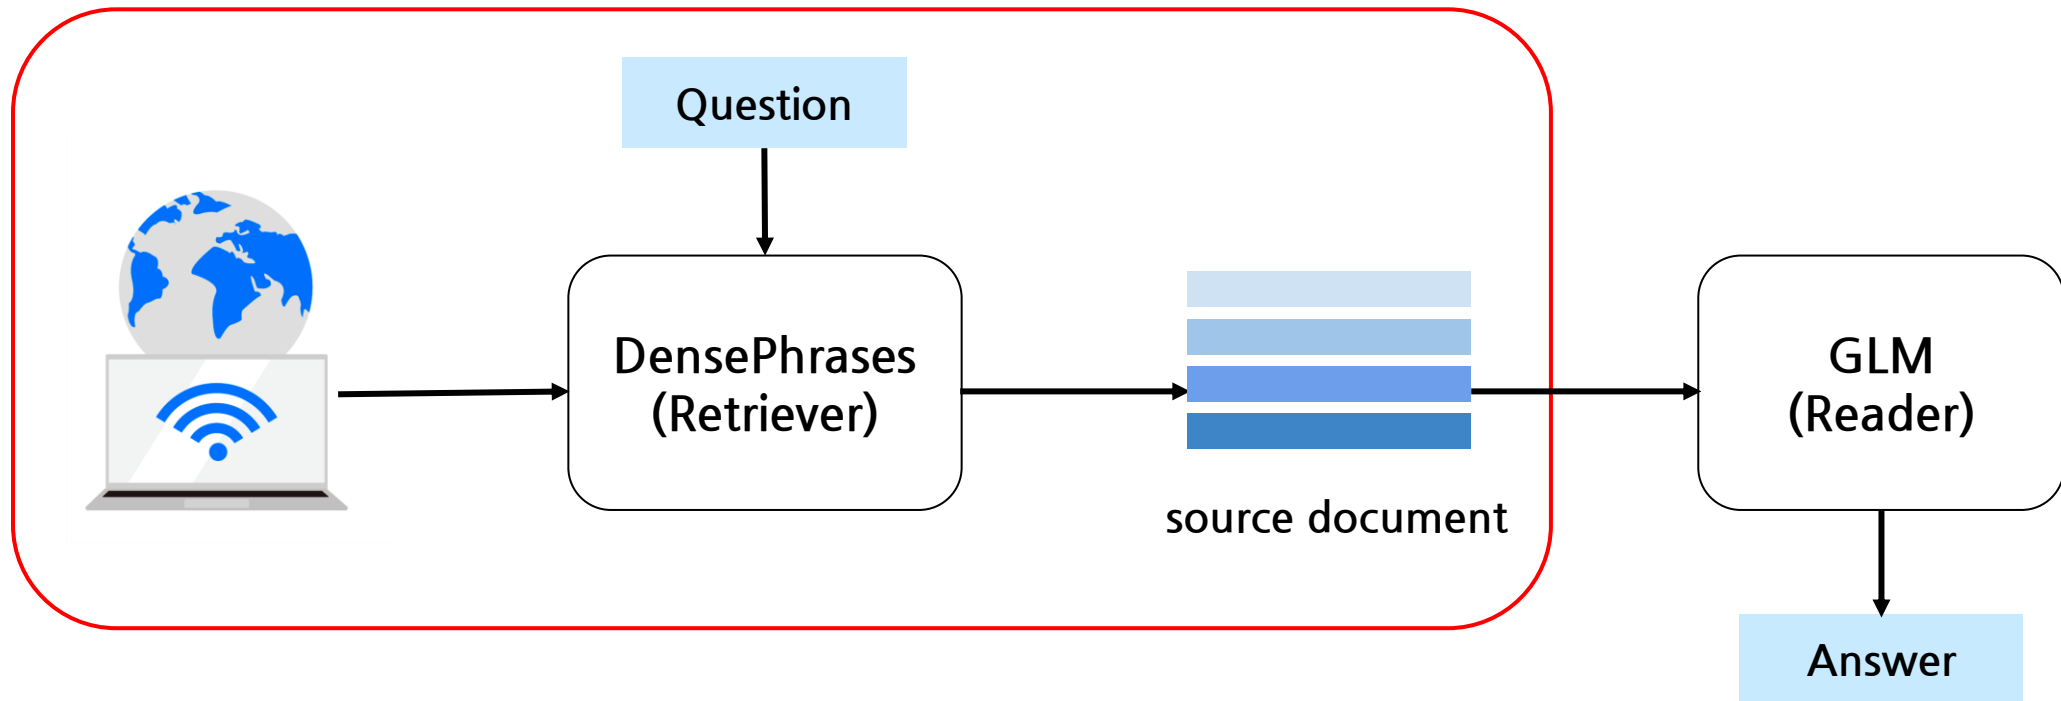 Question
DensePhrases
(Retriever)
source document
GLM
(Reader)
Answer